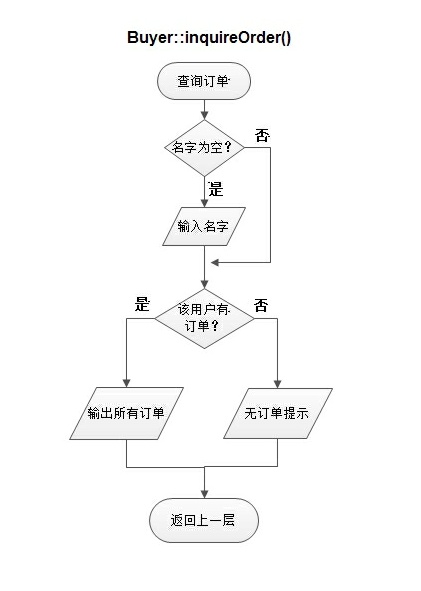 Buyer::inquireOrder()
查询订单
名字为空？
否
是
输入名字
该用户有
订单？
是
否
输出所有订单
无订单提示
返回上一层